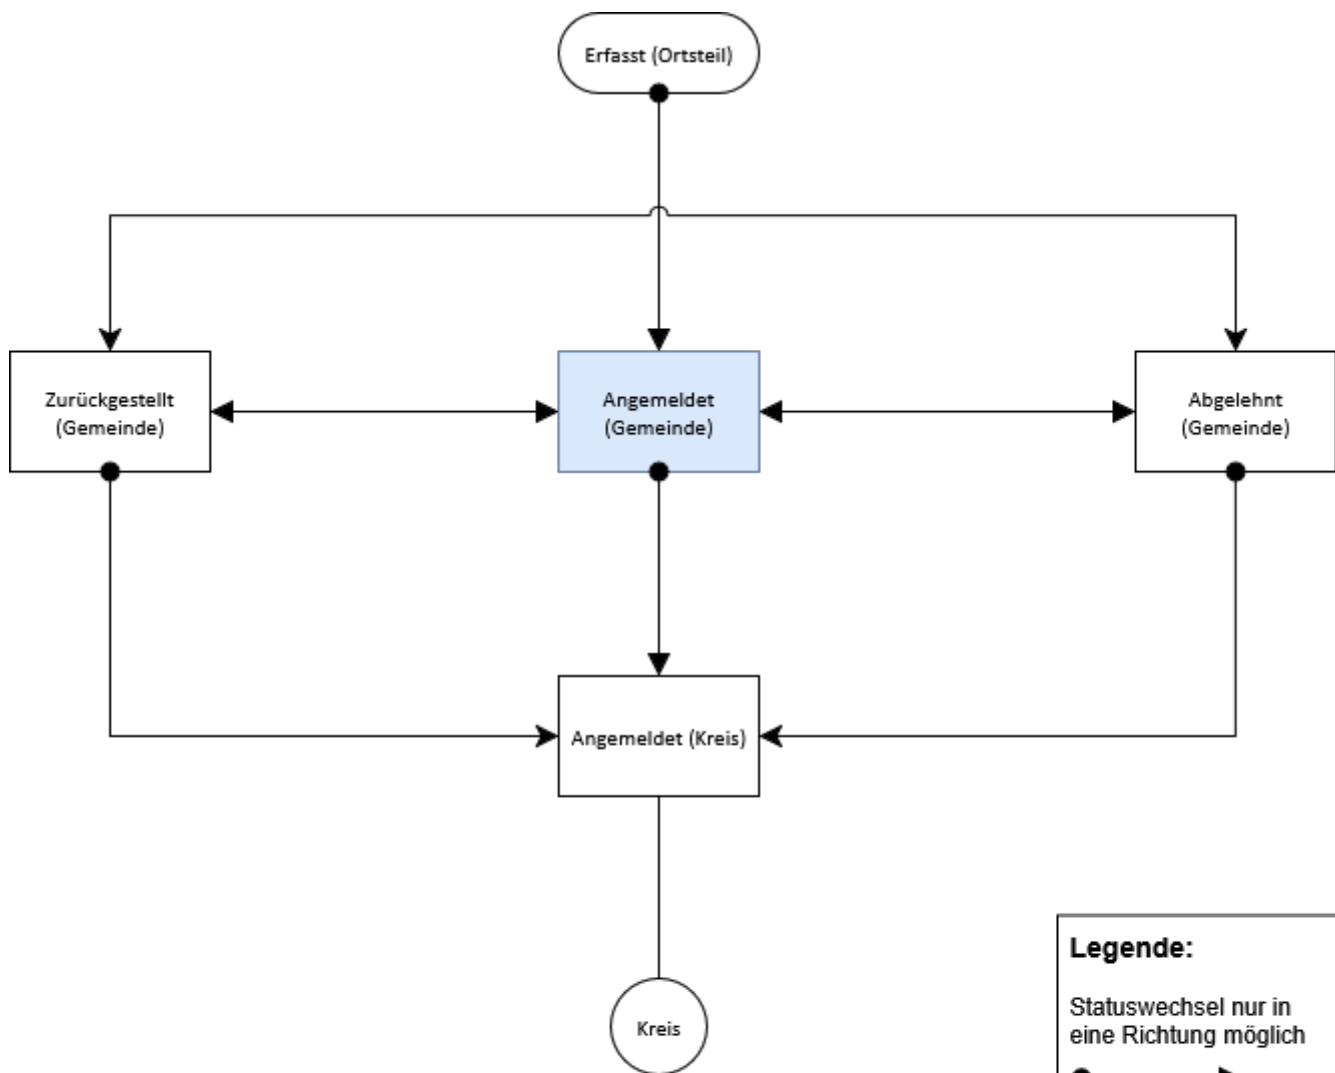 Erfasst (Ortsteil)
Zurückgestellt
(Gemeinde)
Angemeldet
(Gemeinde)
Abgelehnt
(Gemeinde)
Angemeldet (Kreis)
Kreis
Legende:
Statuswechsel nur in
eine Richtung möglich